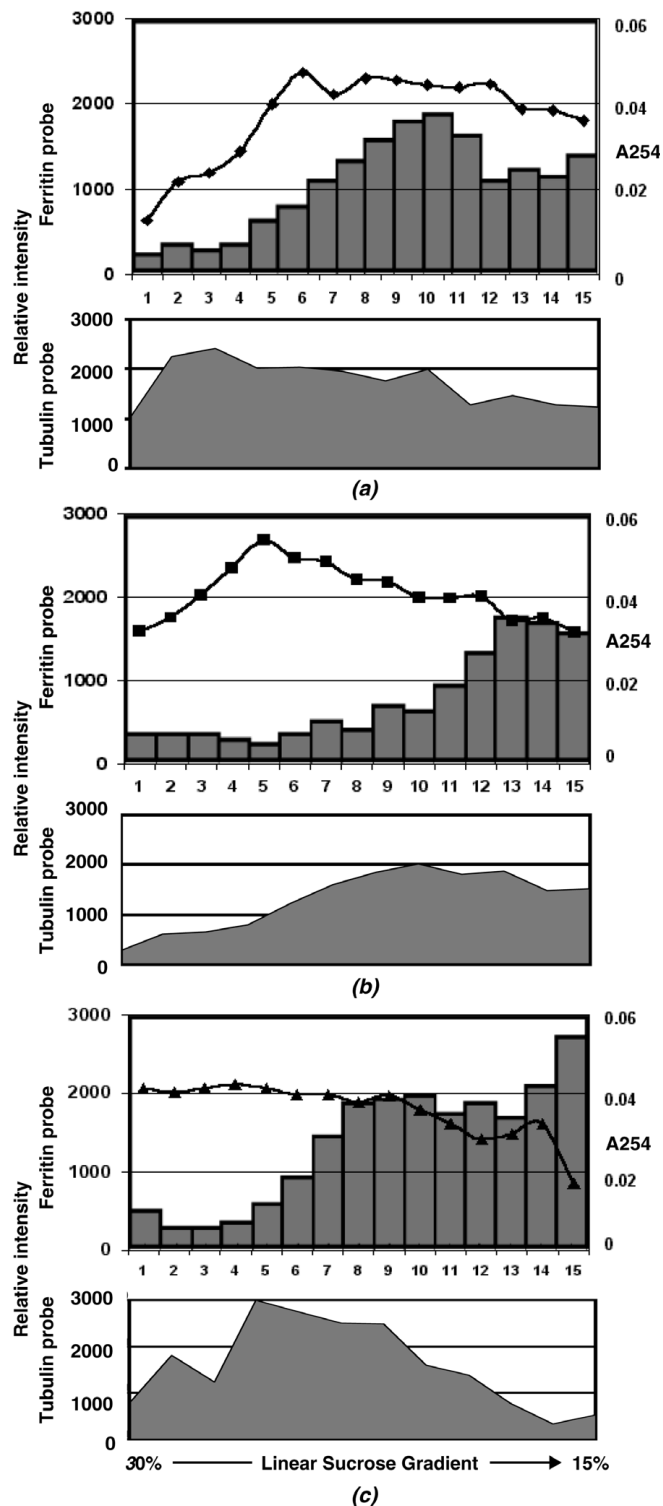 3000
2000
1000
0
Ferritin probe
Relative intensity
0.06
0.04
A254
0.02
0
1 2 3 4 5 6 7 8 9 10 11 12 13 14 15
3000
2000
1000
0
Tubulin probe
(a)
3000
2000
1000
0
Ferritin probe
Relative intensity
0.06
0.04
A254
0.02
0
1 2 3 4 5 6 7 8 9 10 11 12 13 14 15
3000
2000
1000
0
Tubulin probe
(b)
3000
2000
1000
0
Ferritin probe
Relative intensity
0.06
0.04
A254
0.02
0
1 2 3 4 5 6 7 8 9 10 11 12 13 14 15
3000
2000
1000
0
Tubulin probe
30% Linear Sucrose Gradient 15%
(c)